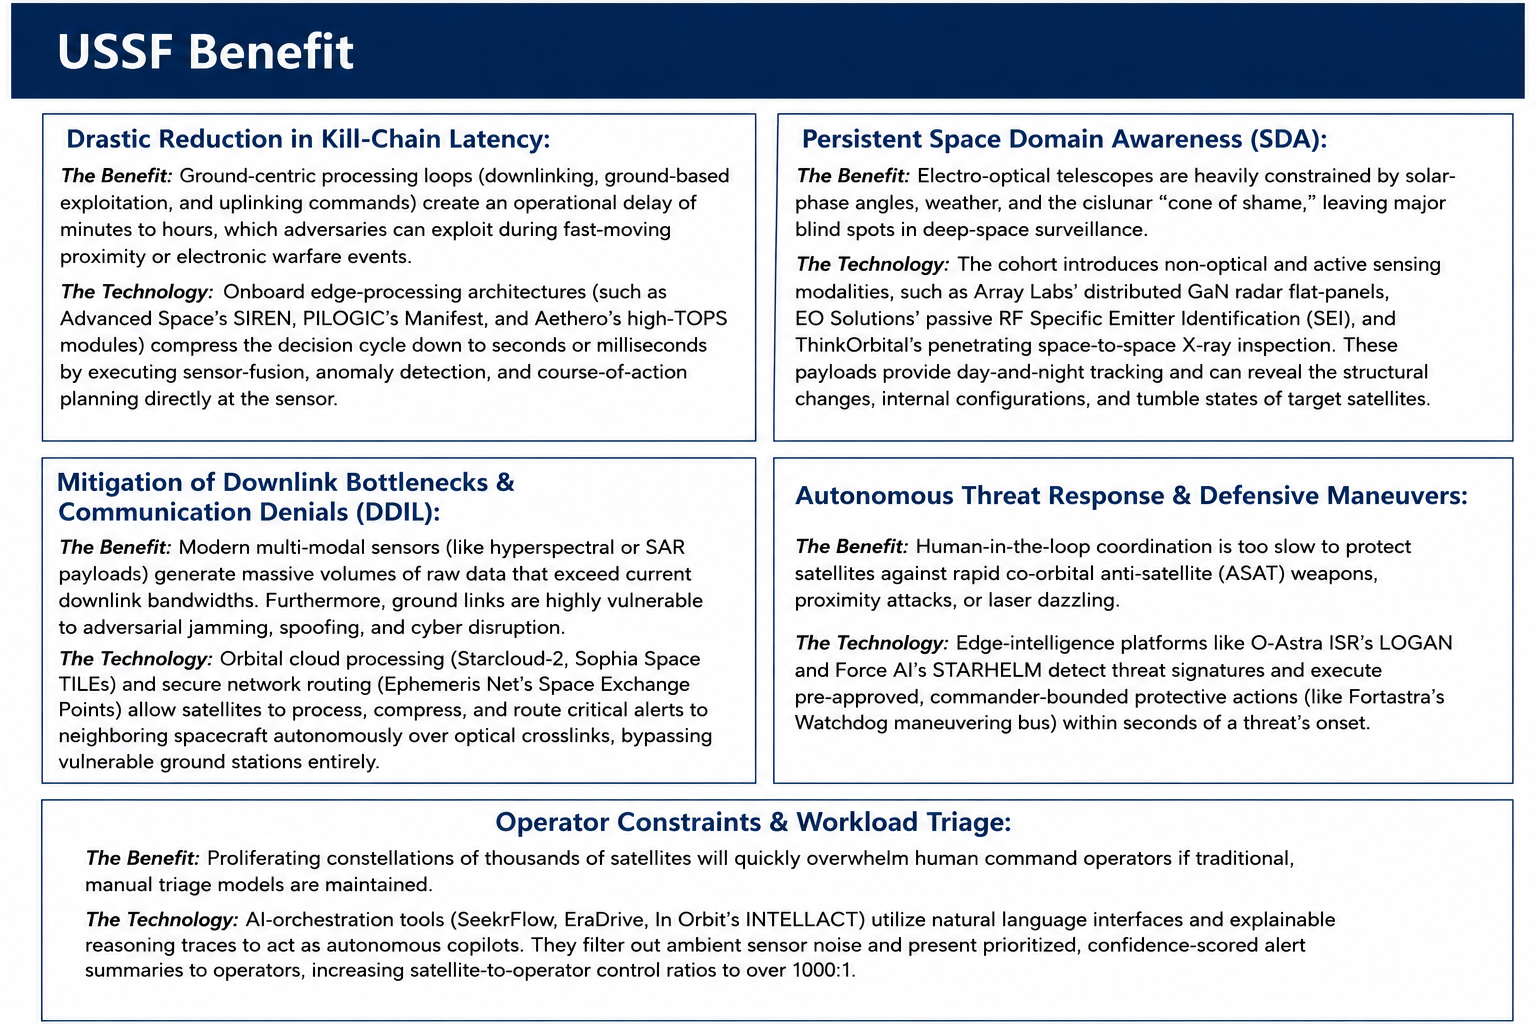 USSF Benefit
Drastic Reduction in Kill-Chain Latency:
The Benefit: Ground-centric processing loops (downlinking, ground-based
exploitation, and uplinking commands) create an operational delay of
minutes to hours, which adversaries can exploit during fast-moving
proximity or electronic warfare events.
The Technology: Onboard edge-processing architectures (such as
Advanced Space's SIREN, PILOGIC's Manifest, and Aethero's high-TOPS
modules) compress the decision cycle down to seconds or milliseconds
by executing sensor-fusion, anomaly detection, and course-of-action
planning directly at the sensor.
Persistent Space Domain Awareness (SDA):
The Benefit: Electro-optical telescopes are heavily constrained by solar-
phase angles, weather, and the cislunar “cone of shame,” leaving major
blind spots in deep-space surveillance.
The Technology: The cohort introduces non-optical and active sensing
modalities, such as Array Labs’ distributed GaN radar flat-panels,
EO Solutions’ passive RF Specific Emitter Identification (SEI), and
ThinkOrbital’s penetrating space-to-space X-ray inspection. These
payloads provide day-and-night tracking and can reveal the structural
changes, internal configurations, and tumble states of target satellites.
Mitigation of Downlink Bottlenecks &
Communication Denials (DDIL):
The Benefit: Modern multi-modal sensors (like hyperspectral or SAR
payloads) generate massive volumes of raw data that exceed current
downlink bandwidths. Furthermore, ground links are highly vulnerable
to adversarial jamming, spoofing, and cyber disruption.
The Technology: Orbital cloud processing (Starcloud-2, Sophia Space
TILEs) and secure network routing (Ephemeris Net’s Space Exchange
Points) allow satellites to process, compress, and route critical alerts to
neighboring spacecraft autonomously over optical crosslinks, bypassing
vulnerable ground stations entirely.
Autonomous Threat Response & Defensive Maneuvers:
The Benefit: Human-in-the-loop coordination is too slow to protect
satellites against rapid co-orbital anti-satellite (ASAT) weapons,
proximity attacks, or laser dazzling.
The Technology: Edge-intelligence platforms like O-Astra ISR’s LOGAN
and Force AI’s STARHELM detect threat signatures and execute
pre-approved, commander-bounded protective actions (like Fortastra’s
Watchdog maneuvering bus) within seconds of a threat’s onset.
Operator Constraints & Workload Triage:
The Benefit: Proliferating constellations of thousands of satellites will quickly overwhelm human command operators if traditional,
manual triage models are maintained.
The Technology: AI-orchestration tools (SeekrFlow, EraDrive, In Orbit’s INTELLACT) utilize natural language interfaces and explainable
reasoning traces to act as autonomous copilots. They filter out ambient sensor noise and present prioritized, confidence-scored alert
summaries to operators, increasing satellite-to-operator control ratios to over 1000:1.